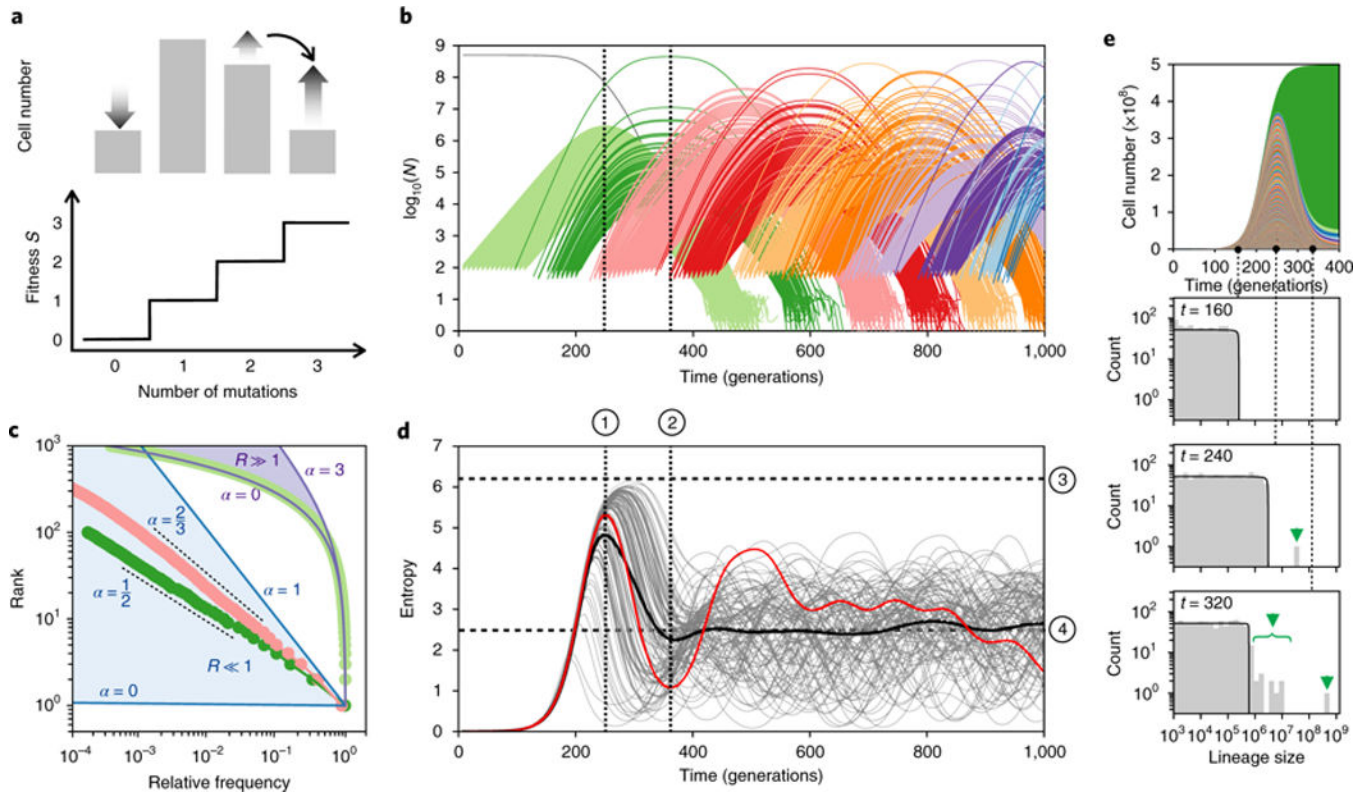 a
Cell number
Fitness S
3
2
1
0
0 1 2 3
Number of mutations
b
log10(N)
9
8
7
6
5
4
3
2
1
0
0 200 400 600 800 1,000
Time (generations)
c
Rank
10³
10²
10¹
10⁰
R ≫ 1
α = 3
α = 0
α = 2/3
α = 1/2
α = 1
R ≪ 1
α = 0
10⁻⁴ 10⁻³ 10⁻² 10⁻¹ 10⁰
Relative frequency
d
1 2
Entropy
7
6
5
4
3
2
1
0
3
4
0 200 400 600 800 1,000
Time (generations)
e
Cell number (×10⁸)
5
4
3
2
1
0
0 100 200 300 400
Time (generations)
t = 160
Count
10²
10¹
10⁰
t = 240
Count
10²
10¹
10⁰
t = 320
Count
10²
10¹
10⁰
10³ 10⁴ 10⁵ 10⁶ 10⁷ 10⁸ 10⁹
Lineage size